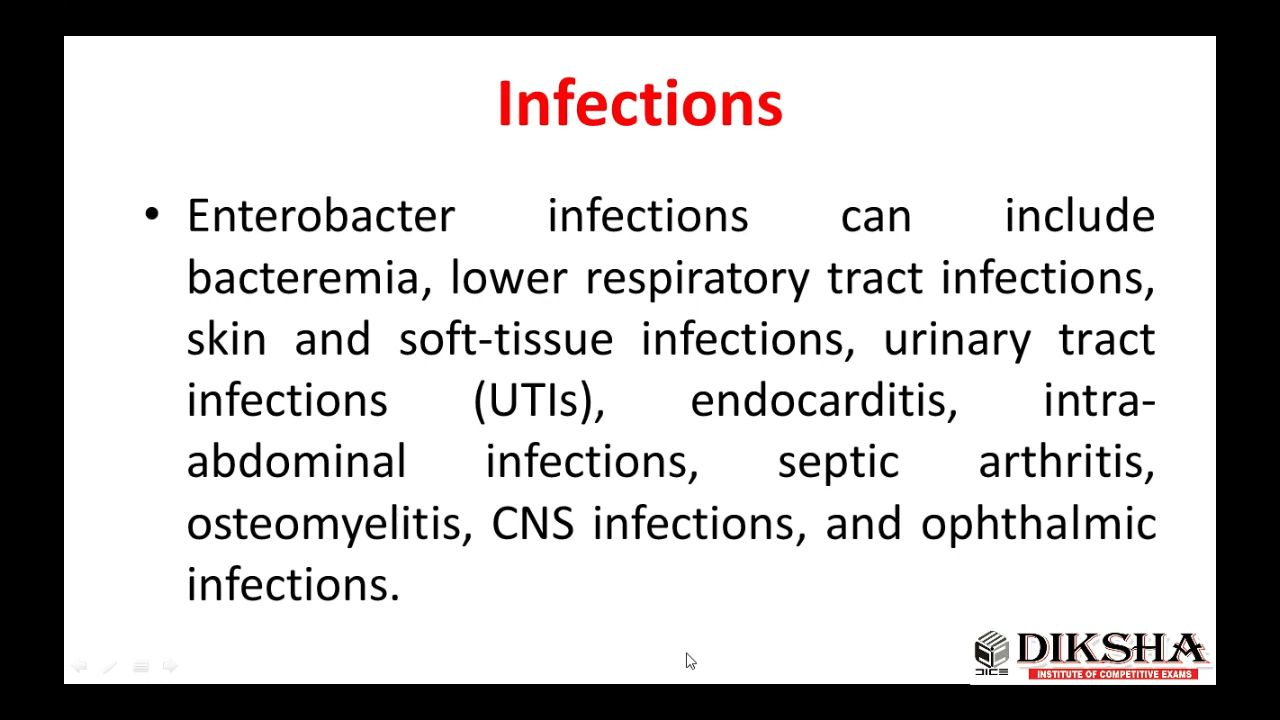 Infections
• Enterobacter infections can include
bacteremia, lower respiratory tract infections,
skin and soft-tissue infections, urinary tract
infections (UTIs), endocarditis, intra-
abdominal infections, septic arthritis,
osteomyelitis, CNS infections, and ophthalmic
infections.
DIKSHA
DICE
INSTITUTE OF COMPETITIVE EXAMS